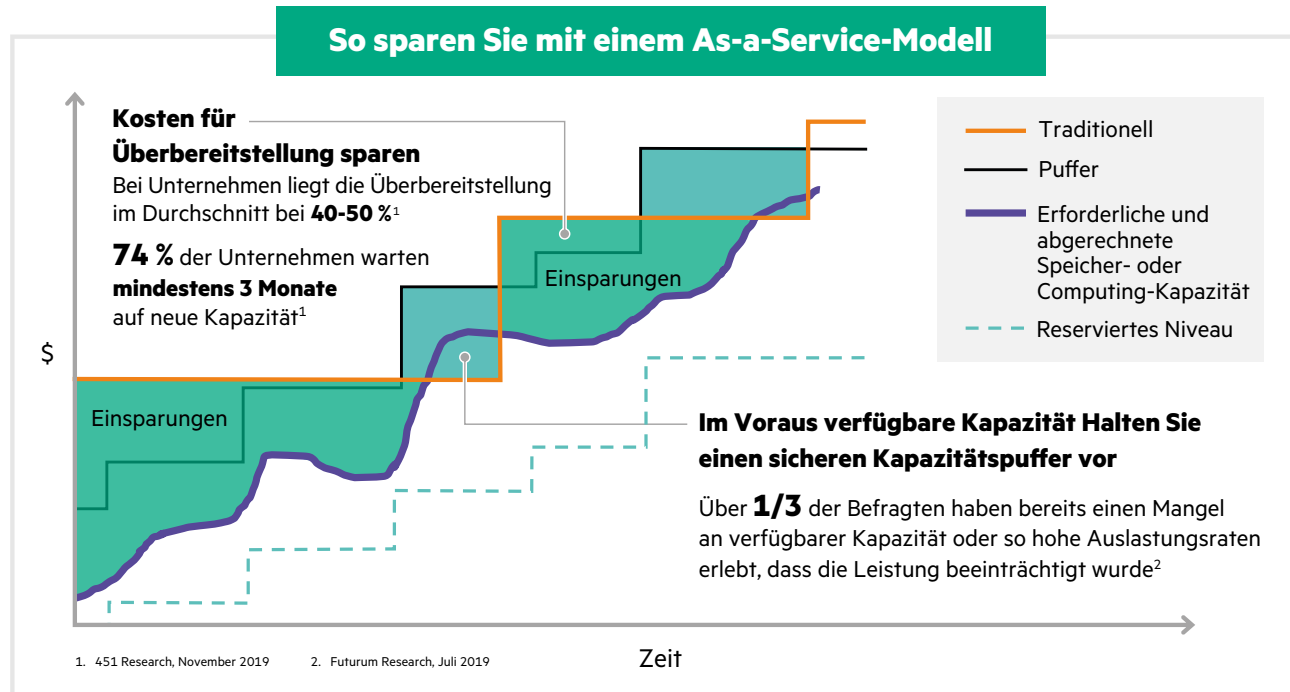 So sparen Sie mit einem As-a-Service-Modell
Kosten für
Überbereitstellung sparen
Bei Unternehmen liegt die Überbereitstellung
im Durchschnitt bei 40-50 %¹
74 % der Unternehmen warten
mindestens 3 Monate
auf neue Kapazität¹
Traditionell
Puffer
Erforderliche und
abgerechnete
Speicher- oder
Computing-Kapazität
Reserviertes Niveau
Einsparungen
$
Einsparungen
Im Voraus verfügbare Kapazität Halten Sie
einen sicheren Kapazitätspuffer vor
Über 1/3 der Befragten haben bereits einen Mangel
an verfügbarer Kapazität oder so hohe Auslastungsraten
erlebt, dass die Leistung beeinträchtigt wurde²
Zeit
1. 451 Research, November 2019 2. Futurum Research, Juli 2019